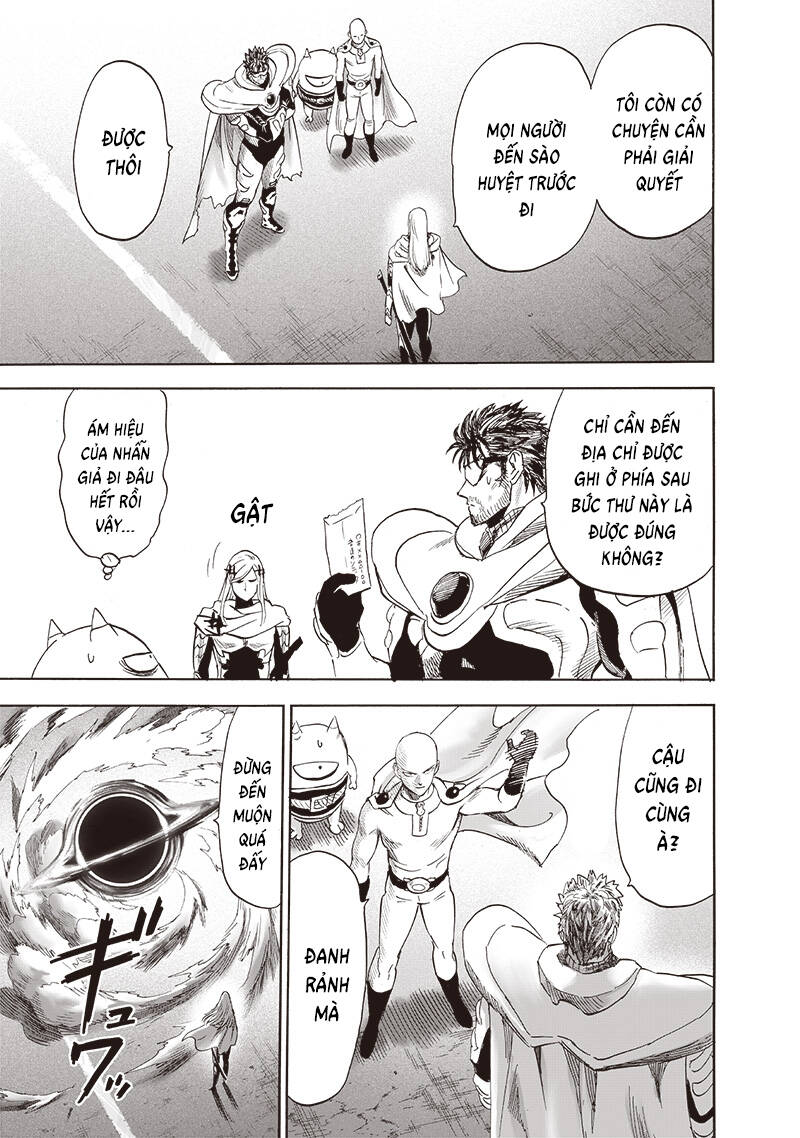 TÔI CÒN CÓ
CHUYỆN CẦN
PHẢI GIẢI
QUYẾT
MỌI NGƯỜI
ĐẾN SÀO
HUYỆT TRƯỚC
ĐI
ĐƯỢC
THÔI
CHỈ CẦN ĐẾN
ĐỊA CHỈ ĐƯỢC
GHI Ở PHÍA SAU
BỨC THƯ NÀY LÀ
ĐƯỢC ĐÚNG
KHÔNG?
GẬT
ÁM HIỆU
CỦA NHẪN
GIẢ ĐI ĐÂU
HẾT RỒI
VẬY...
CẬU
CŨNG ĐI
CÙNG
À?
ĐANH
RẢNH
MÀ
ĐỪNG
ĐẾN
MUỘN
QUÁ
ĐẤY
ギュワッ